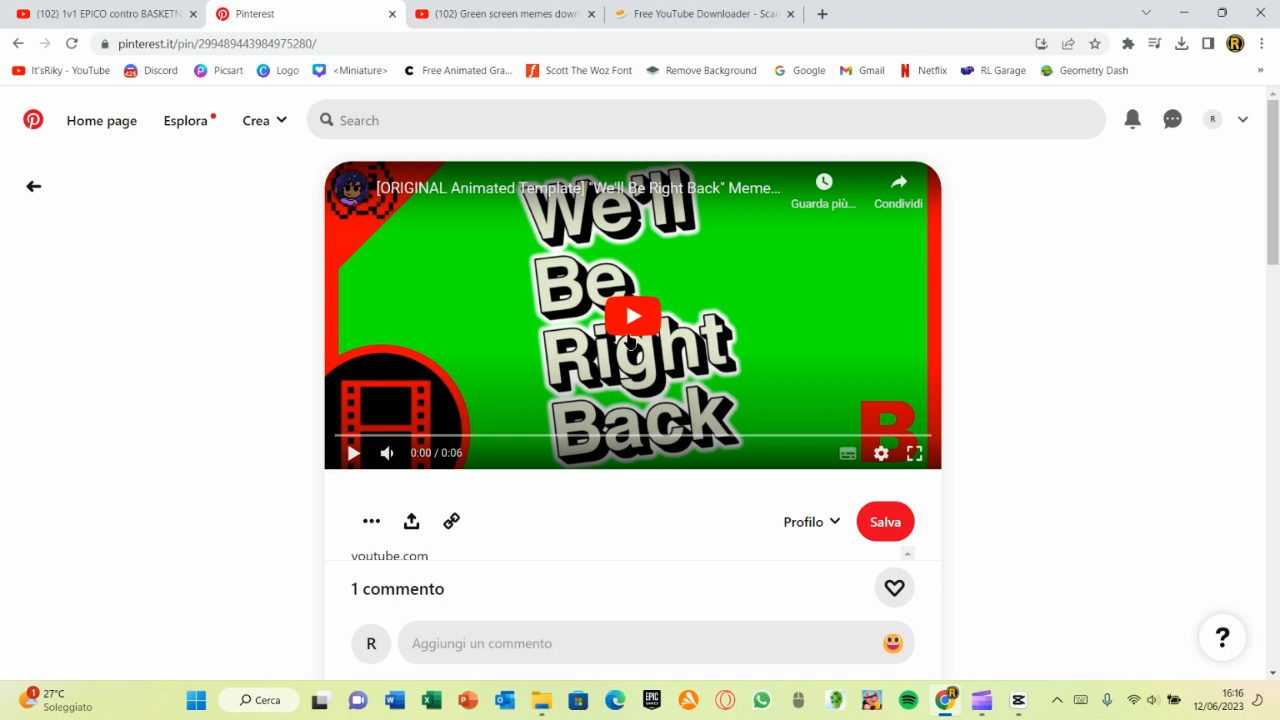 (102) 1v1 EPICO contro BASKETN
Pinterest
(102) Green screen memes down
Free YouTube Downloader - Scar
pinterest.it/pin/299489443984975280/
It'sRiky - YouTube
425
Discord
Picsart
Logo
<Miniature>
Free Animated Gra...
Scott The Woz Font
Remove Background
Google
Gmail
Netflix
RL Garage
Geometry Dash
»
Home page
Esplora
Crea
Search
R
[ORIGINAL Animated Template] "We'll Be Right Back" Meme...
Guarda più...
Condividi
We'll
Be
Right
Back
B
0:00 / 0:06
Profilo
Salva
youtube.com
1 commento
R
Aggiungi un commento
?
1
27°C
Soleggiato
Cerca
EPIC
GAMES
16:16
12/06/2023